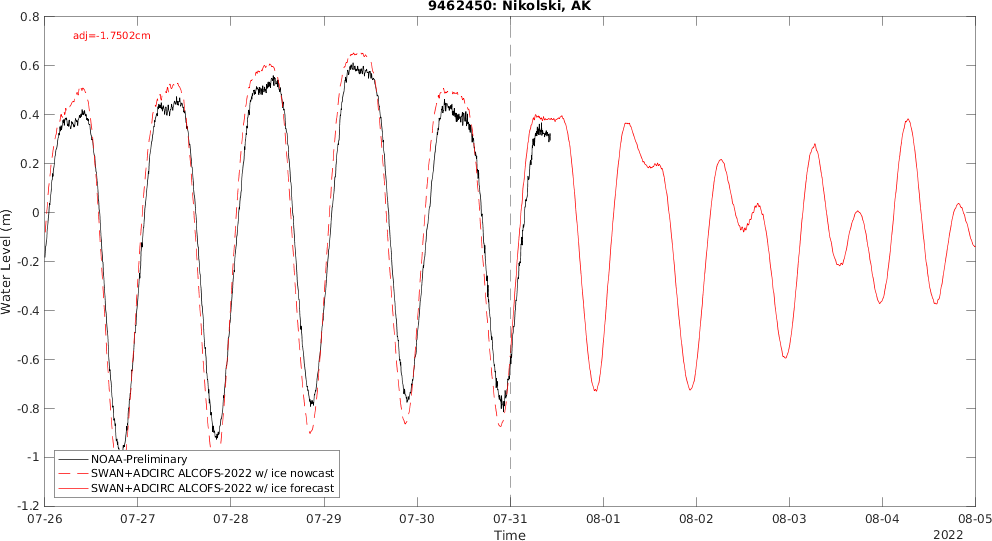 9462450: Nikolski, AK
adj=-1.7502cm
0.8
0.6
0.4
0.2
0
-0.2
-0.4
-0.6
-0.8
-1
-1.2
Water Level (m)
NOAA-Preliminary
SWAN+ADCIRC ALCOFS-2022 w/ ice nowcast
SWAN+ADCIRC ALCOFS-2022 w/ ice forecast
07-26 07-27 07-28 07-29 07-30 07-31 08-01 08-02 08-03 08-04 08-05
Time
2022